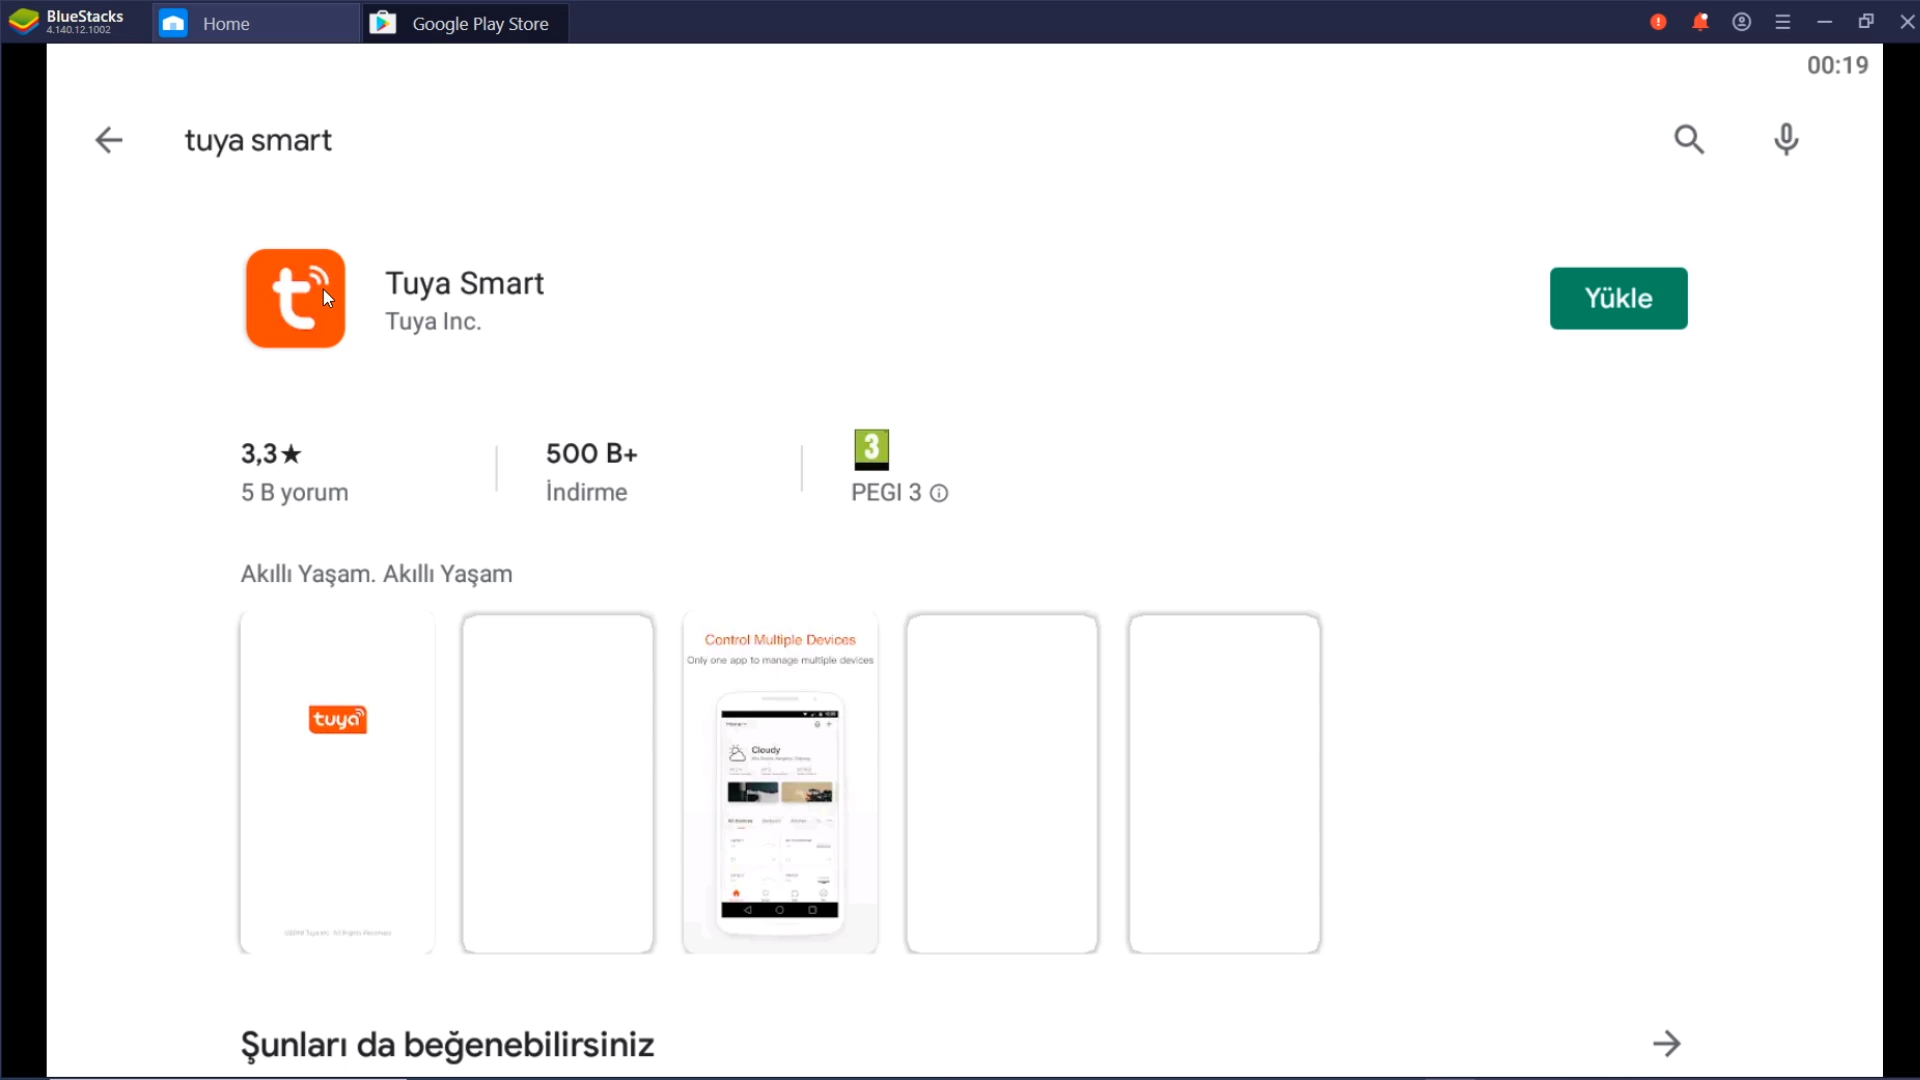 BlueStacks
4.140.12.1002
Home
Google Play Store
00:19
tuya smart
Tuya Smart
Tuya Inc.
Yükle
3,3★
5 B yorum
500 B+
İndirme
3
PEGI 3
Akıllı Yaşam. Akıllı Yaşam
tuya
Control Multiple Devices
Only one app to manage multiple devices
Cloudy
Şunları da beğenebilirsiniz